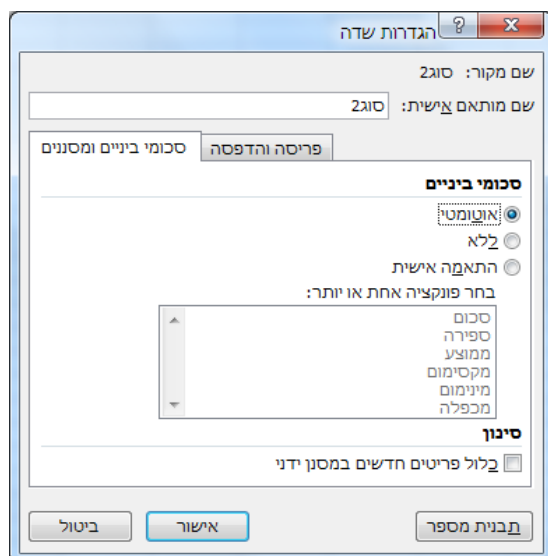 הגדרות שדה
שם מקור: סוג2
שם מותאם אישית: סוג2
סכומי ביניים ומסננים
פריסה והדפסה
סכומי ביניים
אוטומטי
ללא
התאמה אישית
בחר פונקציה אחת או יותר:
סכום
ספירה
ממוצע
מקסימום
מינימום
מכפלה
סינון
כלול פריטים חדשים במסנן ידני
תבנית מספר
אישור
ביטול